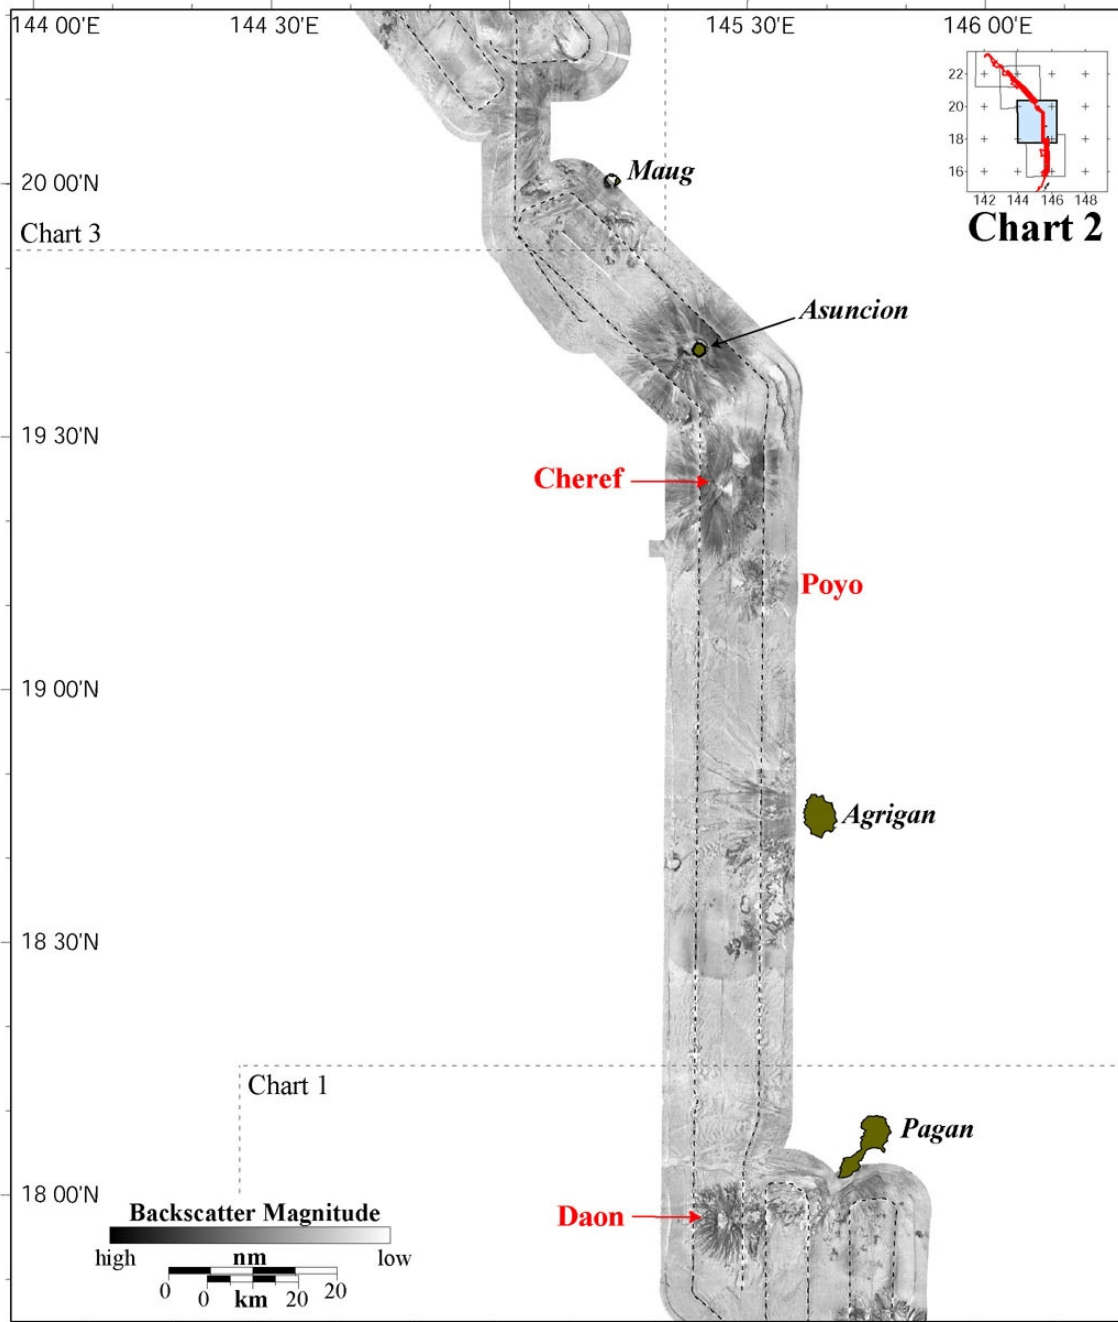 144 00'E
144 30'E
145 30'E
146 00'E
22
20
18
16
142 144 146 148
Chart 2
20 00'N
Maug
Chart 3
Asuncion
19 30'N
Cheref
Poyo
19 00'N
Agrigan
18 30'N
Chart 1
Pagan
18 00'N
Daon
Backscatter Magnitude
high nm low
0 20
0 km 20